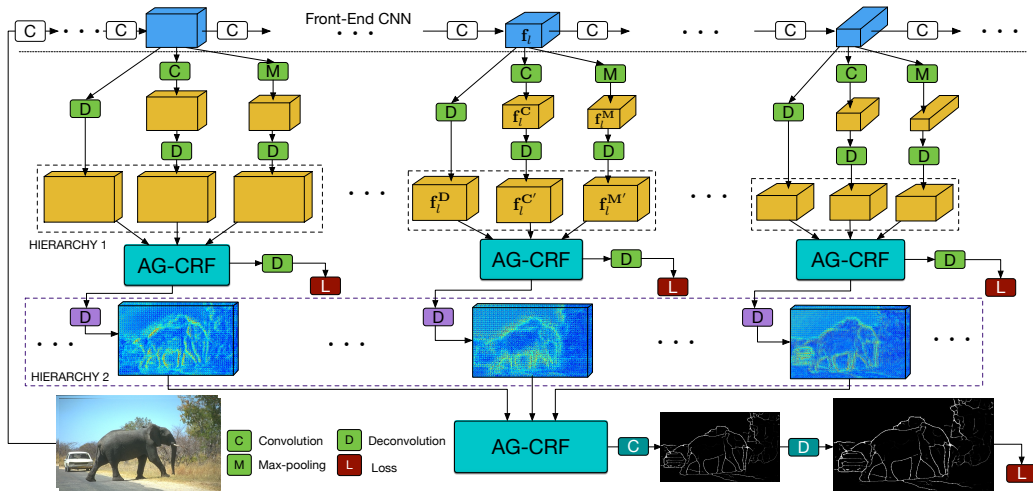 Front-End CNN
C . . . C C . . . C f_l C . . . C C . . .
C M C M C M
D D D
f_l^C f_l^M
D D D D D D
. . . f_l^D f_l^C′ f_l^M′ . . .
HIERARCHY 1
AG-CRF D AG-CRF D AG-CRF D
L L L
D D D
. . . . . . . . . . . .
HIERARCHY 2
C Convolution D Deconvolution
M Max-pooling L Loss
AG-CRF C D
L